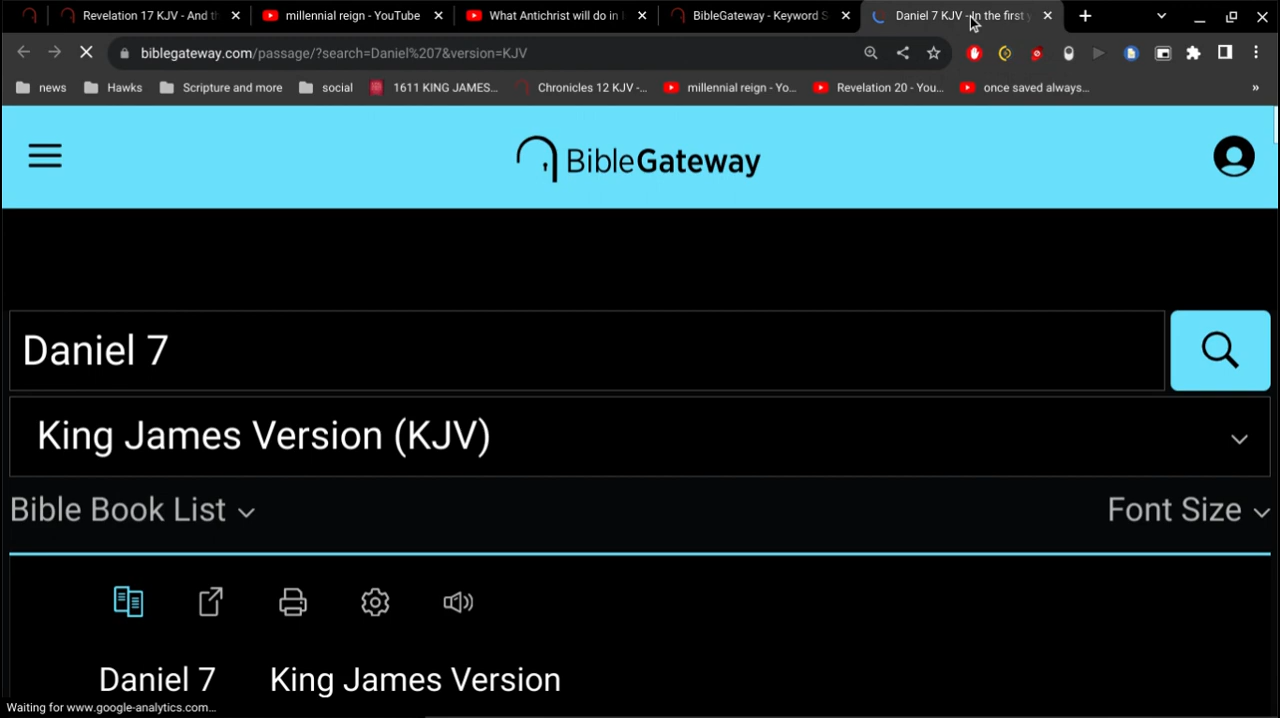 Revelation 17 KJV - And th
millennial reign - YouTube
What Antichrist will do in
BibleGateway - Keyword S
Daniel 7 KJV - In the first y
biblegateway.com/passage/?search=Daniel%207&version=KJV
news
Hawks
Scripture and more
social
1611 KING JAMES...
Chronicles 12 KJV -...
millennial reign - Yo...
Revelation 20 - You...
once saved always...
»
BibleGateway
Daniel 7
King James Version (KJV)
Bible Book List
Font Size
Daniel 7 King James Version
Waiting for www.google-analytics.com...